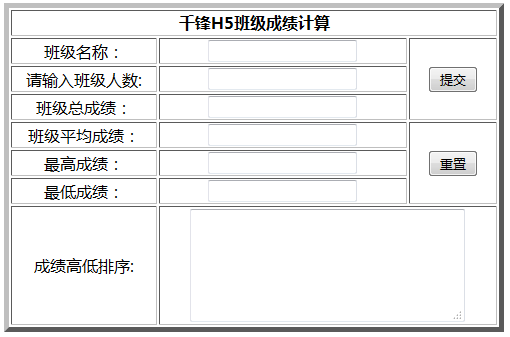 千锋H5班级成绩计算
班级名称：
请输入班级人数:
提交
班级总成绩：
班级平均成绩：
最高成绩：
重置
最低成绩：
成绩高低排序: